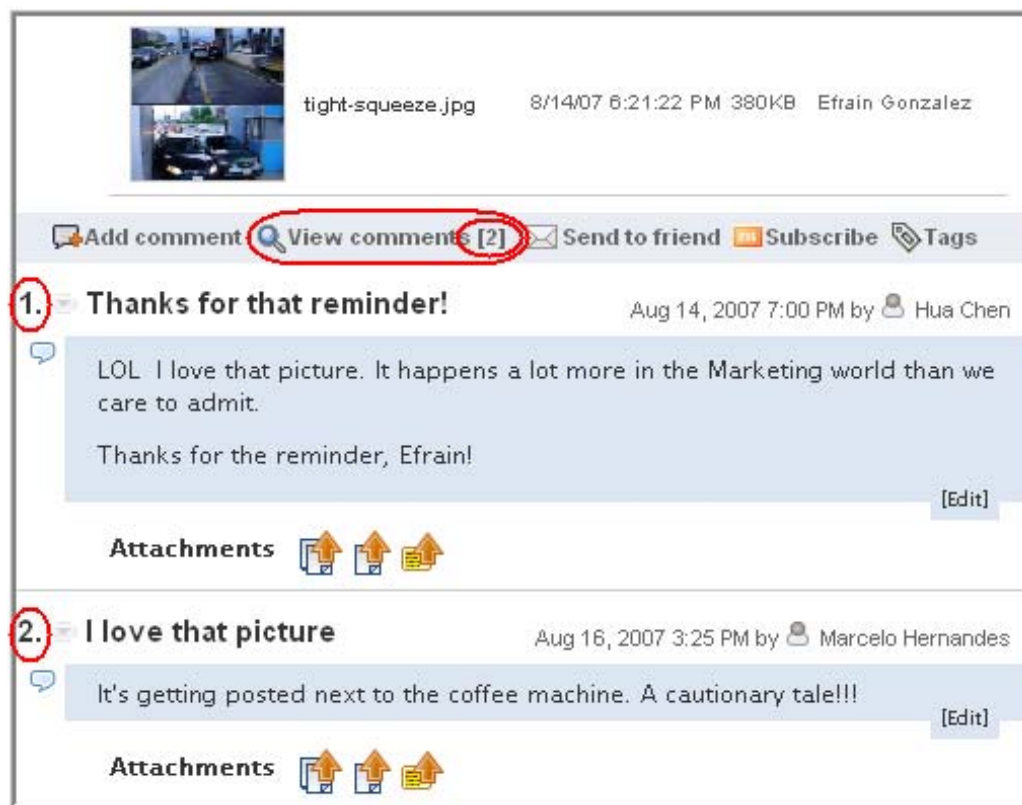 tight-squeeze.jpg 8/14/07 6:21:22 PM 380KB Efrain Gonzalez
Add comment View comments [2] Send to friend Subscribe Tags
1. Thanks for that reminder! Aug 14, 2007 7:00 PM by Hua Chen
LOL I love that picture. It happens a lot more in the Marketing world than we
care to admit.
Thanks for the reminder, Efrain!
[Edit]
Attachments
2. I love that picture Aug 16, 2007 3:25 PM by Marcelo Hernandes
It's getting posted next to the coffee machine. A cautionary tale!!!
[Edit]
Attachments